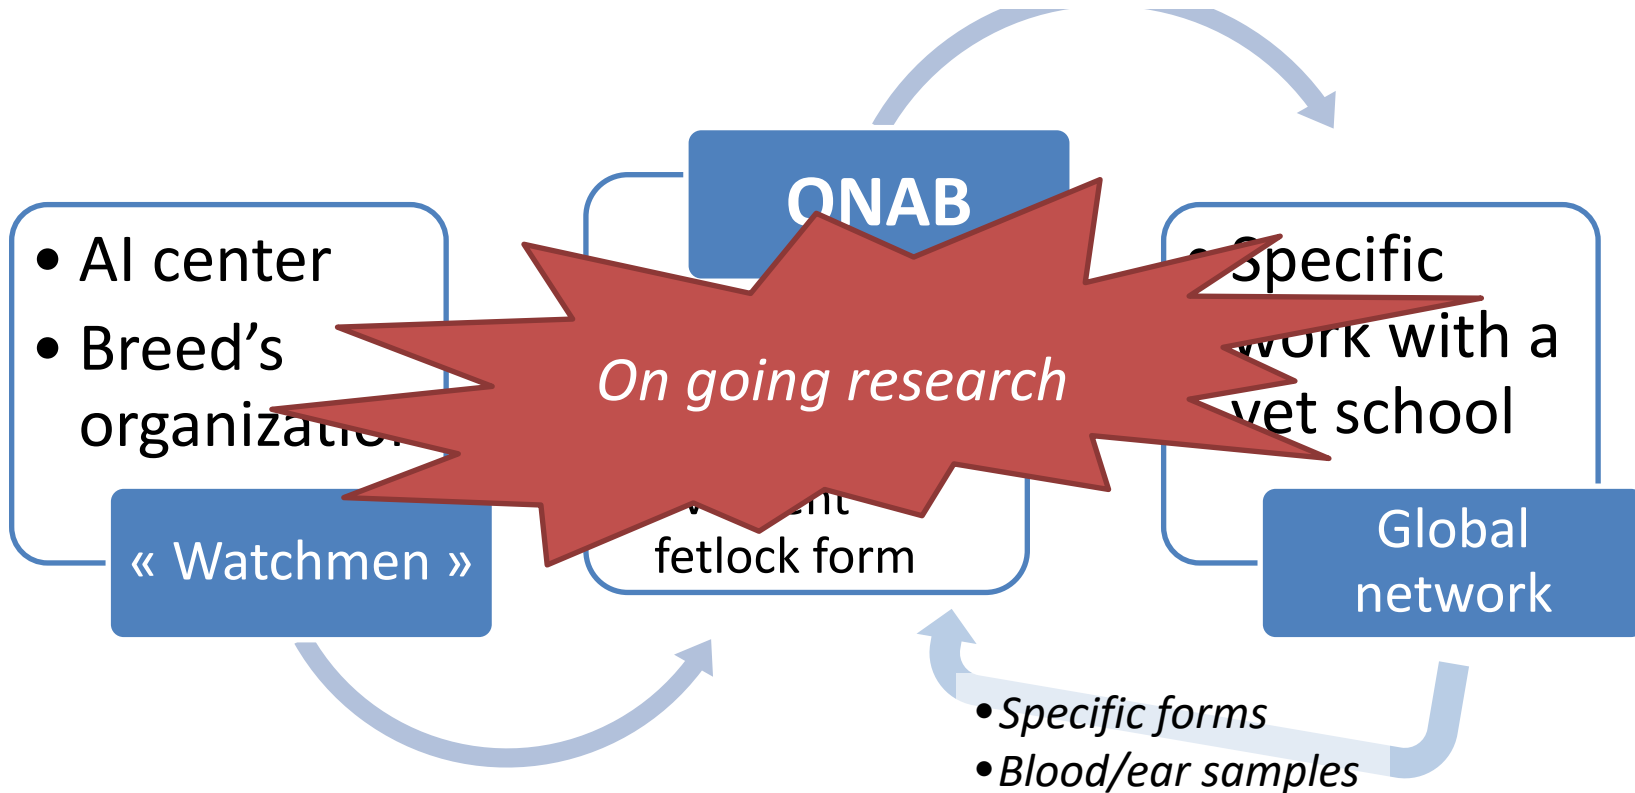 ONAB
• AI center
• Breed’s
organization
« Watchmen »
On going research
fetlock form
• Specific
work with a
vet school
Global
network
• Specific forms
• Blood/ear samples